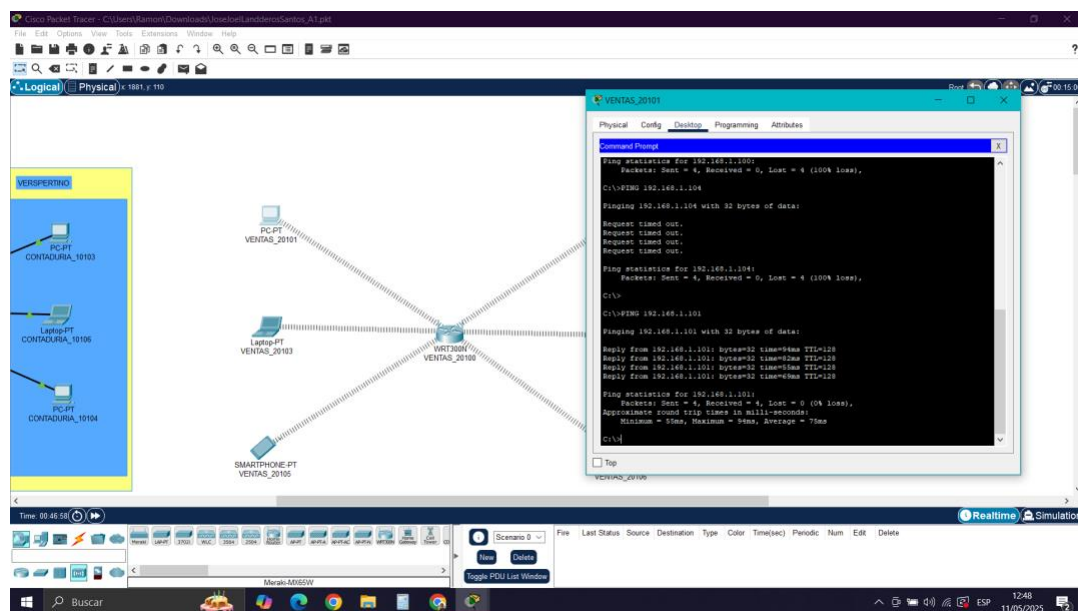 Cisco Packet Tracer - C:\Users\Ramon\Downloads\JoseJoelLandderosSantos_A1.pkt
File Edit Options View Tools Extensions Window Help
Logical Physical x: 1881, y: 110
Root 00:15:0
VERSPERTINO
PC-PT
CONTADURIA_10103
Laptop-PT
CONTADURIA_10106
PC-PT
CONTADURIA_10104
PC-PT
VENTAS_20101
Laptop-PT
VENTAS_20103
SMARTPHONE-PT
VENTAS_20105
WRT300N
VENTAS_20100
VENTAS_20106
VENTAS_20101
Physical Config Desktop Programming Attributes
Command Prompt X
Ping statistics for 192.168.1.100:
Packets: Sent = 4, Received = 0, Lost = 4 (100% loss),
C:\>PING 192.168.1.104
Pinging 192.168.1.104 with 32 bytes of data:
Request timed out.
Request timed out.
Request timed out.
Request timed out.
Ping statistics for 192.168.1.104:
Packets: Sent = 4, Received = 0, Lost = 4 (100% loss),
C:\>
C:\>PING 192.168.1.101
Pinging 192.168.1.101 with 32 bytes of data:
Reply from 192.168.1.101: bytes=32 time=94ms TTL=128
Reply from 192.168.1.101: bytes=32 time=82ms TTL=128
Reply from 192.168.1.101: bytes=32 time=55ms TTL=128
Reply from 192.168.1.101: bytes=32 time=69ms TTL=128
Ping statistics for 192.168.1.101:
Packets: Sent = 4, Received = 4, Lost = 0 (0% loss),
Approximate round trip times in milli-seconds:
Minimum = 55ms, Maximum = 94ms, Average = 75ms
C:\>
Top
Time: 00:46:58
Realtime Simulation
Meraki-MX65W
Scenario 0
New Delete
Toggle PDU List Window
Fire Last Status Source Destination Type Color Time(sec) Periodic Num Edit Delete
Buscar
ESP
12:48
11/05/2025